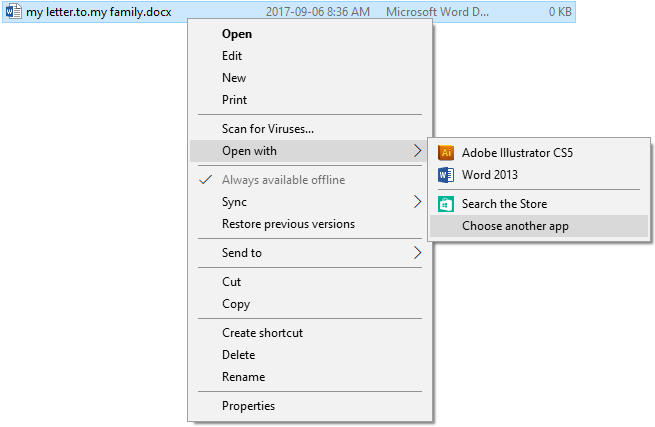 my letter.to.my family.docx 2017-09-06 8:36 AM Microsoft Word D... 0 KB
Open
Edit
New
Print
Scan for Viruses...
Open with
Ai Adobe Illustrator CS5
Word 2013
Search the Store
Choose another app
Always available offline
Sync
Restore previous versions
Send to
Cut
Copy
Create shortcut
Delete
Rename
Properties